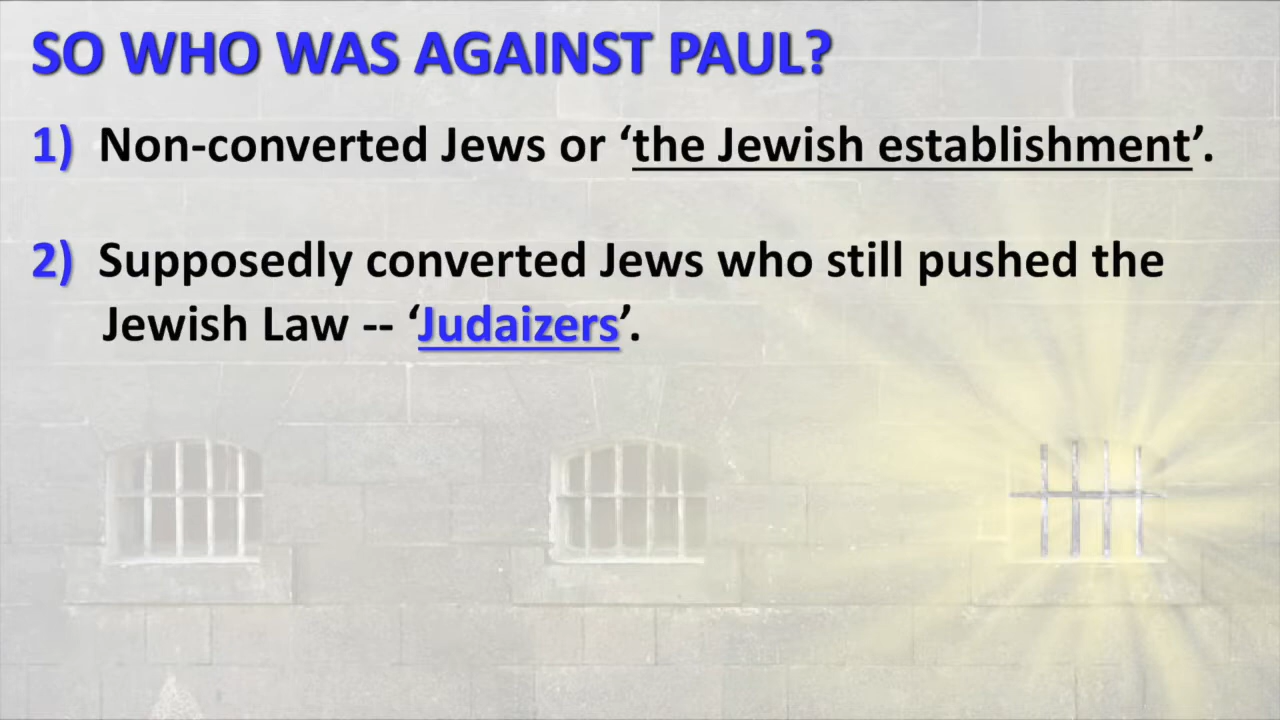 SO WHO WAS AGAINST PAUL?
1) Non-converted Jews or ‘the Jewish establishment’.
2) Supposedly converted Jews who still pushed the
Jewish Law -- ‘Judaizers’.